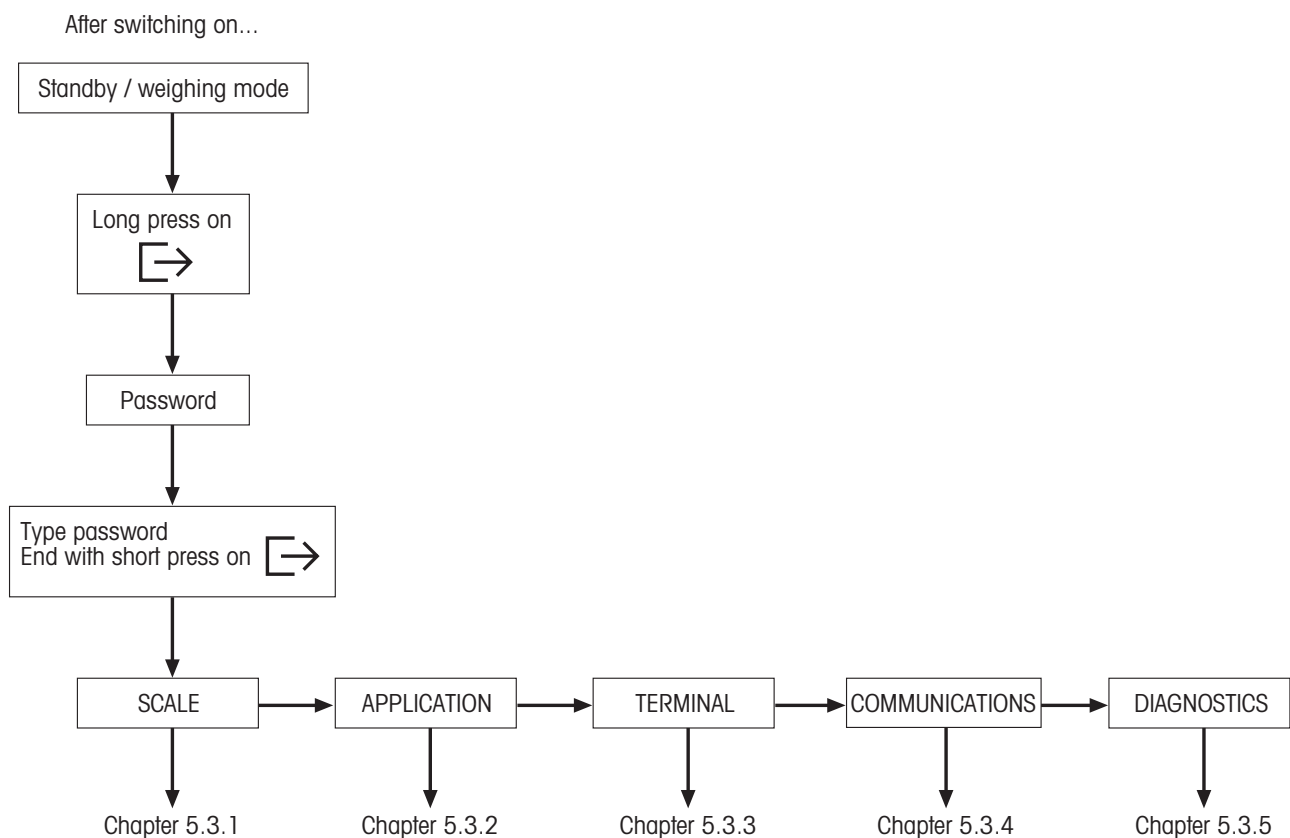 After switching on...
Standby / weighing mode
Long press on
Password
Type password
End with short press on
SCALE
APPLICATION
TERMINAL
COMMUNICATIONS
DIAGNOSTICS
Chapter 5.3.1
Chapter 5.3.2
Chapter 5.3.3
Chapter 5.3.4
Chapter 5.3.5